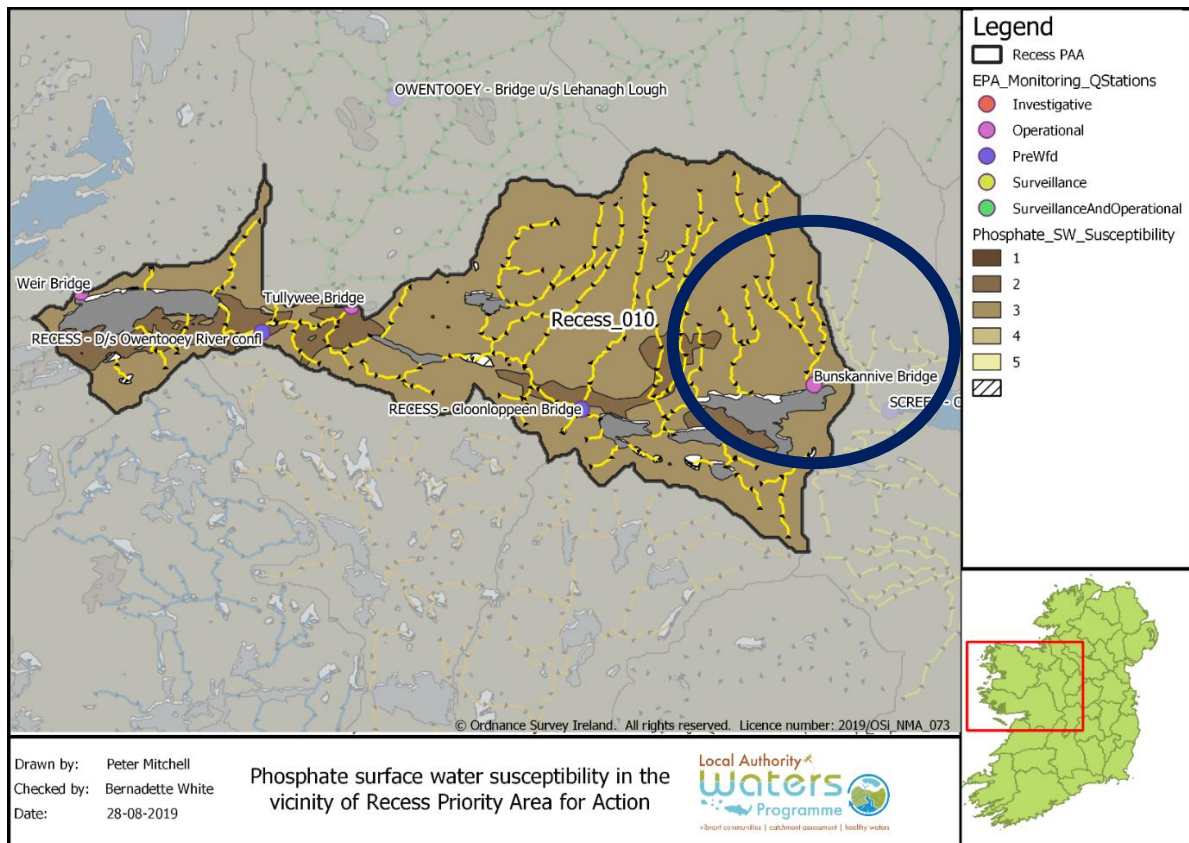 OWENTOOEY - Bridge u/s Lehanagh Lough
Weir Bridge
Tullywee Bridge
RECESS - D/s Owentooey River confl
Recess_010
Bunskannive Bridge
RECESS - Cloonloppeen Bridge
© Ordnance Survey Ireland. All rights reserved. Licence number: 2019/OSi_NMA_073
Legend
Recess PAA
EPA_Monitoring_QStations
Investigative
Operational
PreWfd
Surveillance
SurveillanceAndOperational
Phosphate_SW_Susceptibility
1
2
3
4
5
Drawn by: Peter Mitchell
Checked by: Bernadette White
Date: 28-08-2019
Phosphate surface water susceptibility in the
vicinity of Recess Priority Area for Action
Local Authority
Waters
Programme
vibrant communities | catchment assessment | healthy waters